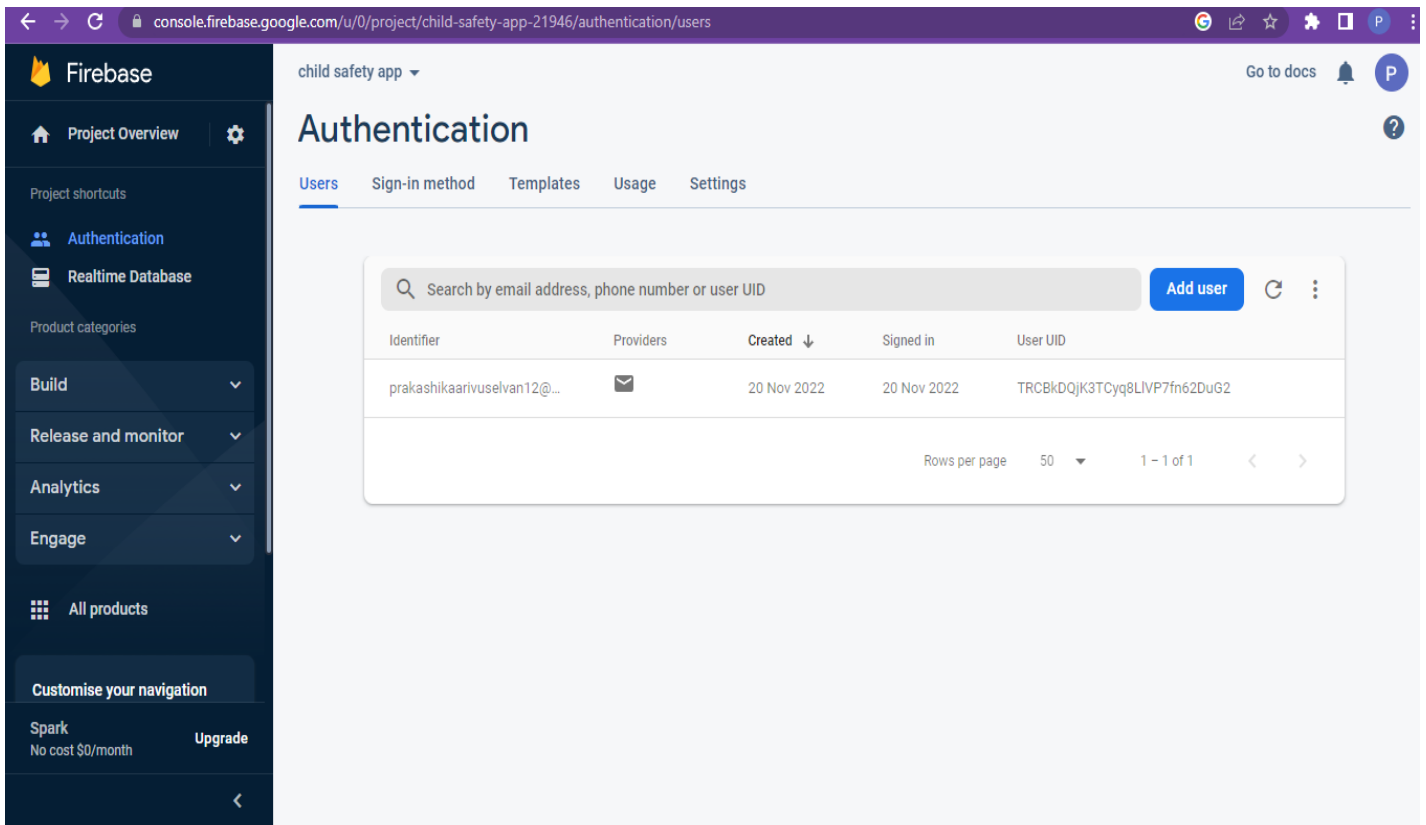 console.firebase.google.com/u/0/project/child-safety-app-21946/authentication/users
P
Firebase
child safety app
Go to docs
P
Project Overview
Authentication
Users Sign-in method Templates Usage Settings
Project shortcuts
Authentication
Realtime Database
Product categories
Build
Release and monitor
Analytics
Engage
All products
Customise your navigation
Spark
No cost $0/month
Upgrade
Search by email address, phone number or user UID
Add user
Identifier Providers Created Signed in User UID
prakashikaarivuselvan12@... 20 Nov 2022 20 Nov 2022 TRCBkDQjK3TCyq8LlVP7fn62DuG2
Rows per page 50 1 – 1 of 1